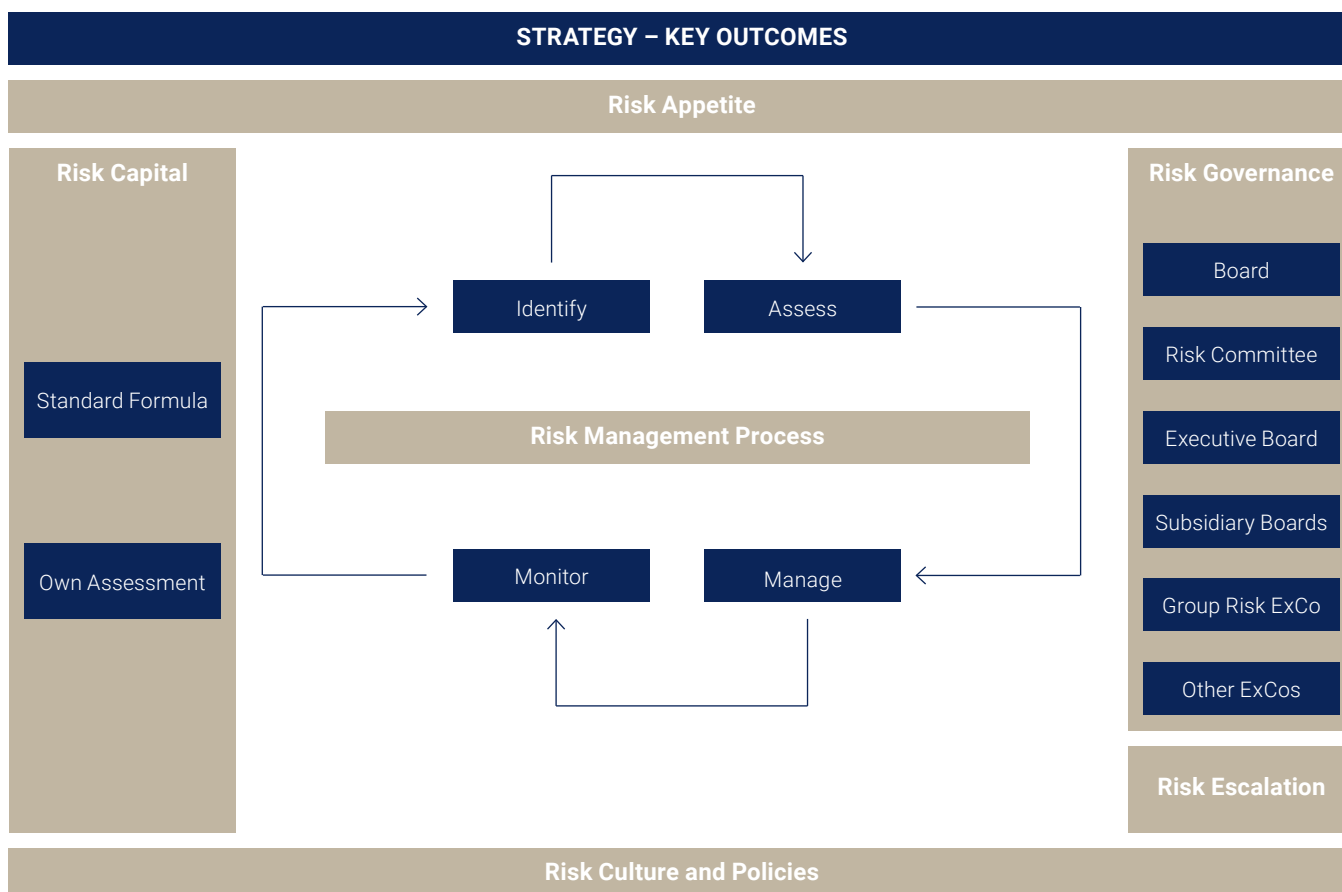 STRATEGY – KEY OUTCOMES
Risk Appetite
Risk Capital
Standard Formula
Own Assessment
Identify
Assess
Risk Management Process
Monitor
Manage
Risk Governance
Board
Risk Committee
Executive Board
Subsidiary Boards
Group Risk ExCo
Other ExCos
Risk Escalation
Risk Culture and Policies